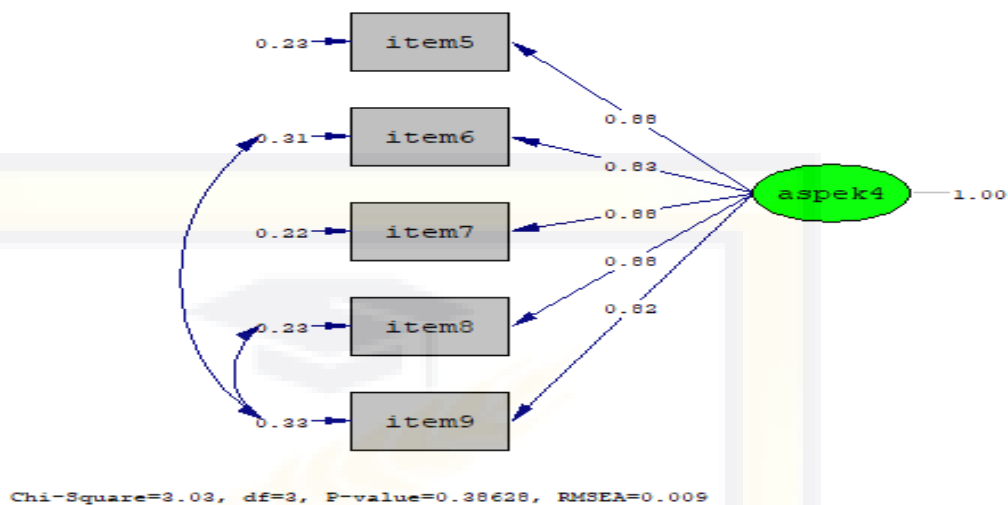 0.23
item5
0.88
0.31
item6
0.83
aspek4
1.00
0.88
0.22
item7
0.88
0.82
0.23
item8
0.33
item9
Chi-Square=3.03, df=3, P-value=0.38628, RMSEA=0.009